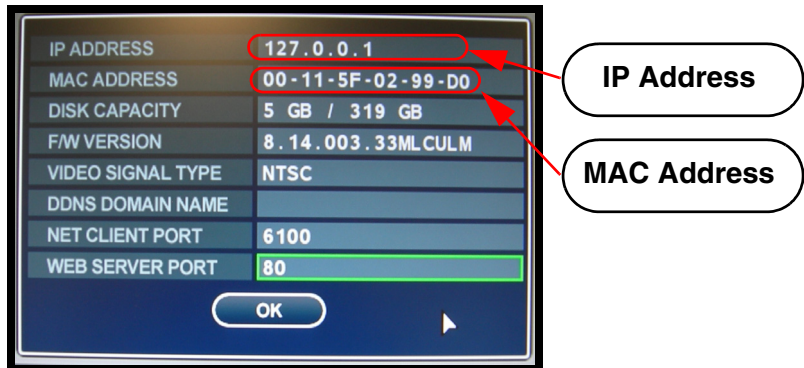 IP ADDRESS 127.0.0.1
MAC ADDRESS 00-11-5F-02-99-D0
DISK CAPACITY 5 GB / 319 GB
F/W VERSION 8.14.003.33MLCULM
VIDEO SIGNAL TYPE NTSC
DDNS DOMAIN NAME
NET CLIENT PORT 6100
WEB SERVER PORT 80
OK
IP Address
MAC Address